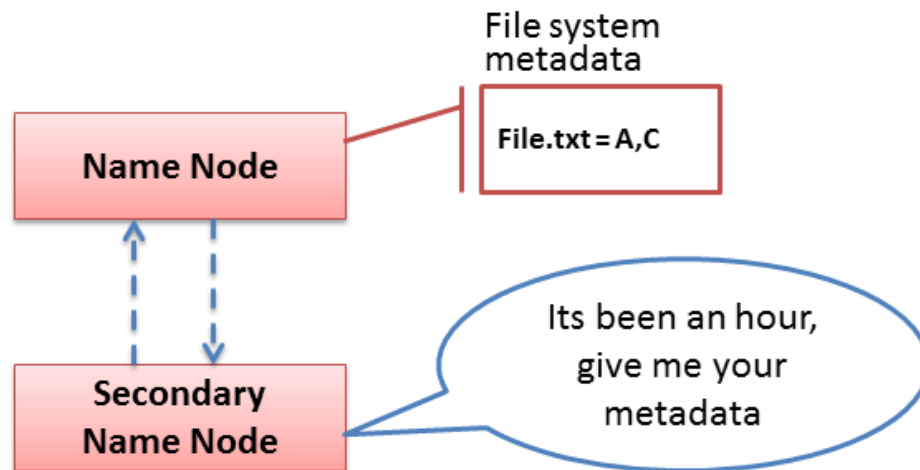 File system
metadata
Name Node
File.txt = A,C
Its been an hour,
give me your
metadata
Secondary
Name Node